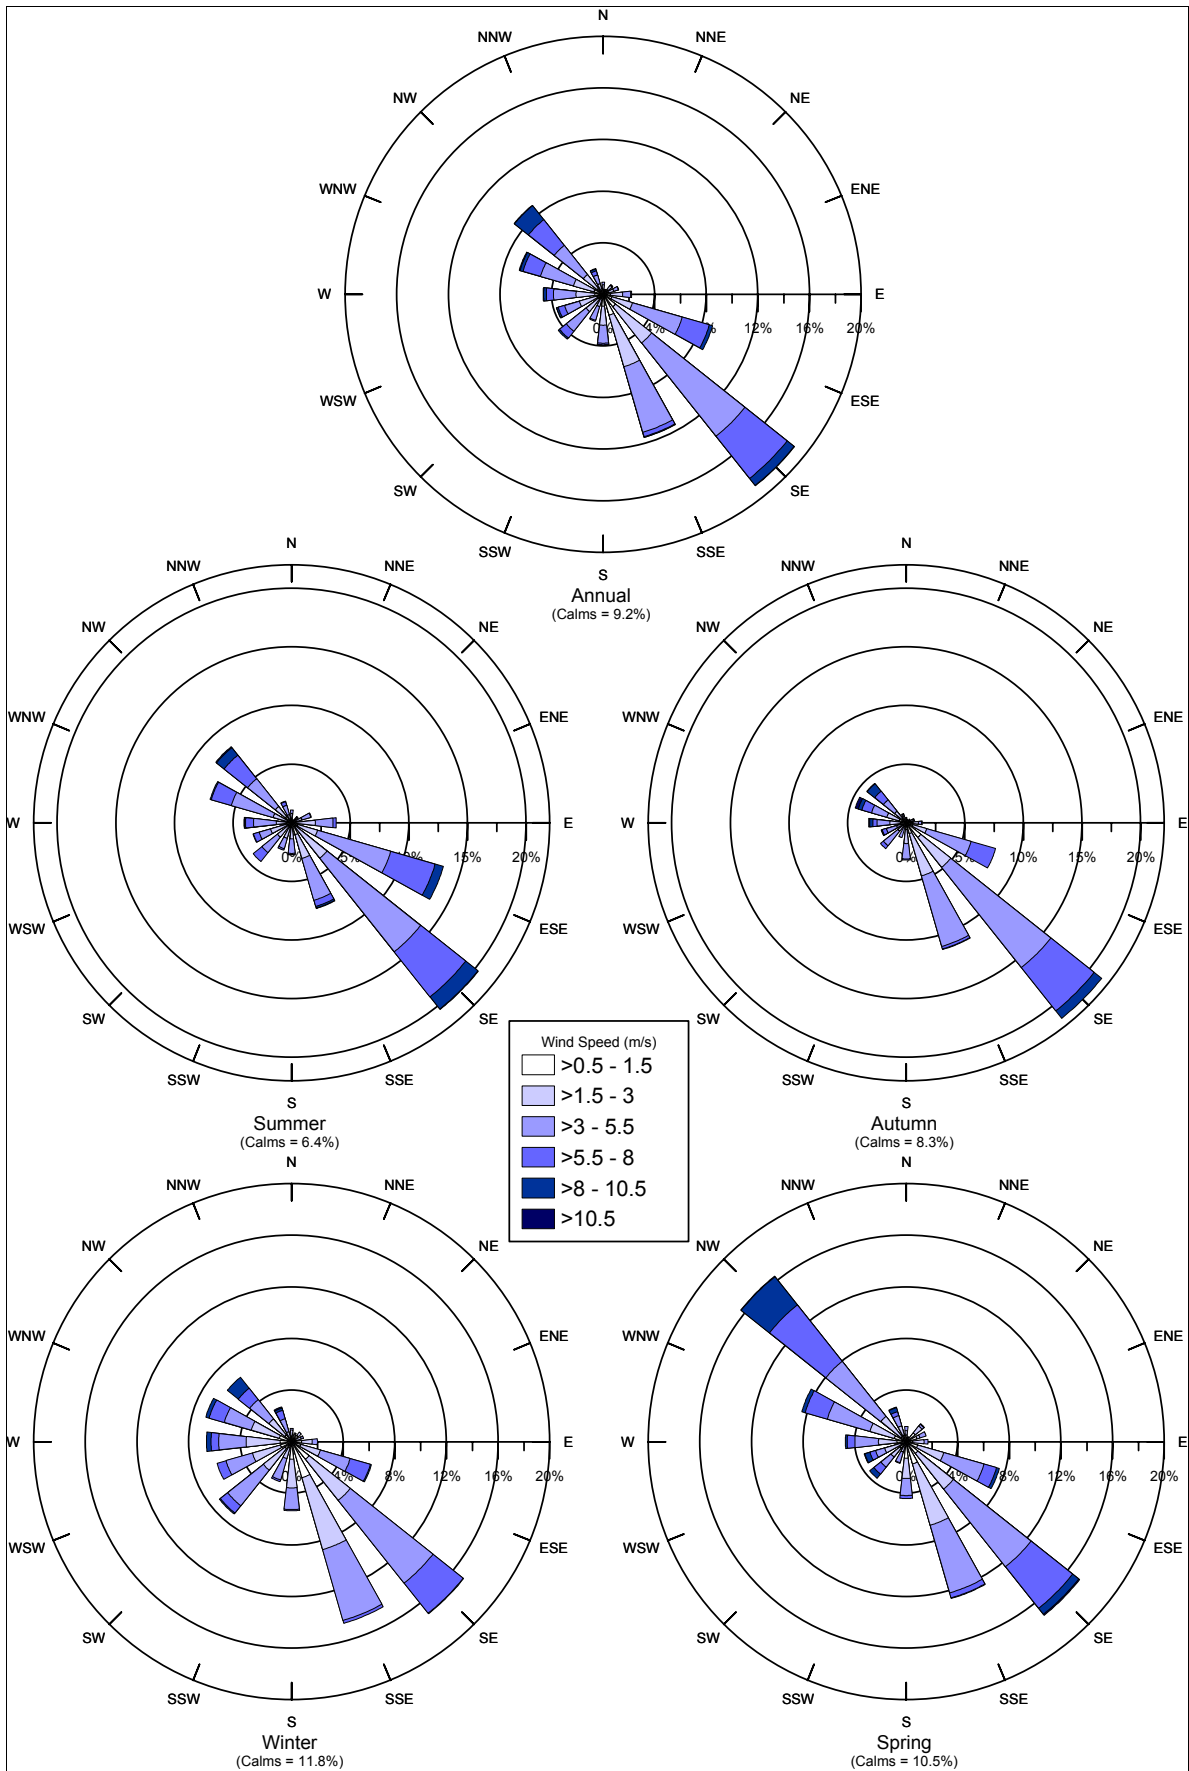 N
NNW NNE
NW NE
WNW ENE
W E
0% 4% 12% 16% 20%
WSW ESE
SW SE
SSW SSE
S
Annual
(Calms = 9.2%)
N
NNW NNE
NW NE
WNW ENE
W E
0% 5% 10% 15% 20%
WSW ESE
SW SE
SSW SSE
S
Summer
(Calms = 6.4%)
N
NNW NNE
NW NE
WNW ENE
W E
0% 5% 10% 15% 20%
WSW ESE
SW SE
SSW SSE
S
Autumn
(Calms = 8.3%)
Wind Speed (m/s)
>0.5 - 1.5
>1.5 - 3
>3 - 5.5
>5.5 - 8
>8 - 10.5
>10.5
N
NNW NNE
NW NE
WNW ENE
W E
0% 4% 8% 12% 16% 20%
WSW ESE
SW SE
SSW SSE
S
Winter
(Calms = 11.8%)
N
NNW NNE
NW NE
WNW ENE
W E
0% 4% 8% 12% 16% 20%
WSW ESE
SW SE
SSW SSE
S
Spring
(Calms = 10.5%)